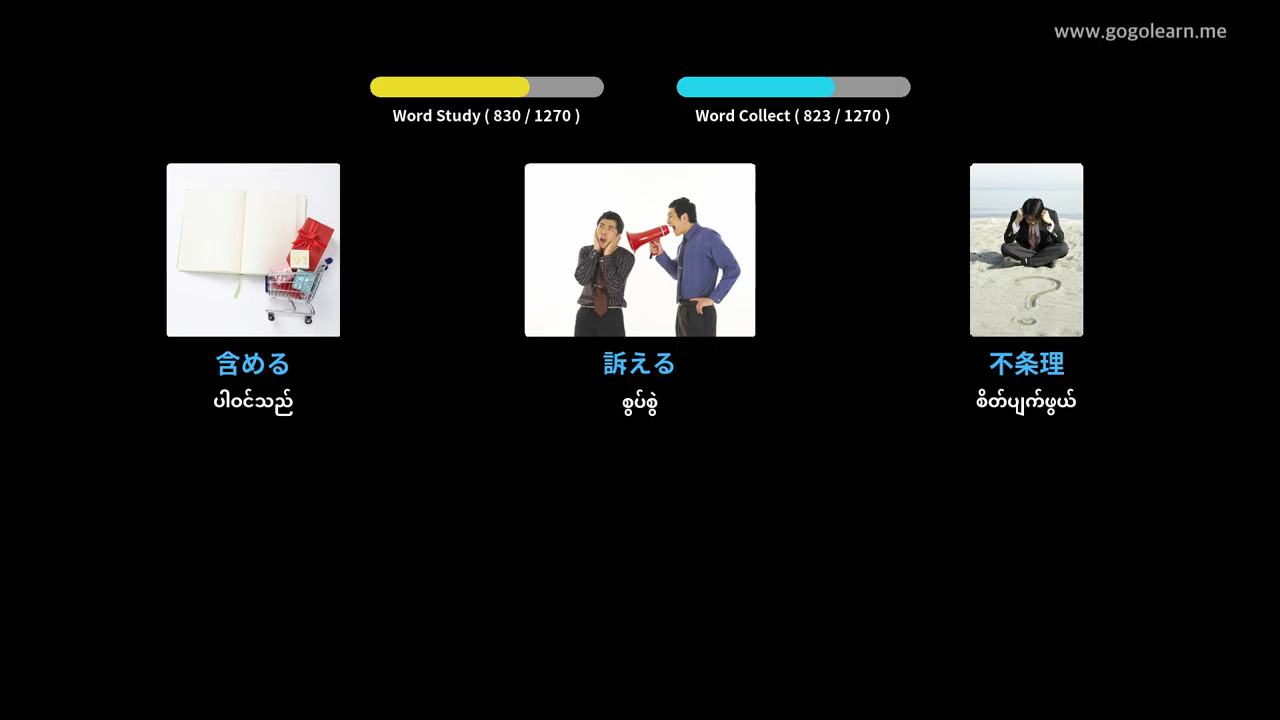 www.gogolearn.me
Word Study ( 830 / 1270 )
Word Collect ( 823 / 1270 )
含める
訴える
不条理
ပါဝင်သည်
စွပ်စွဲ
စိတ်ပျက်ဖွယ်